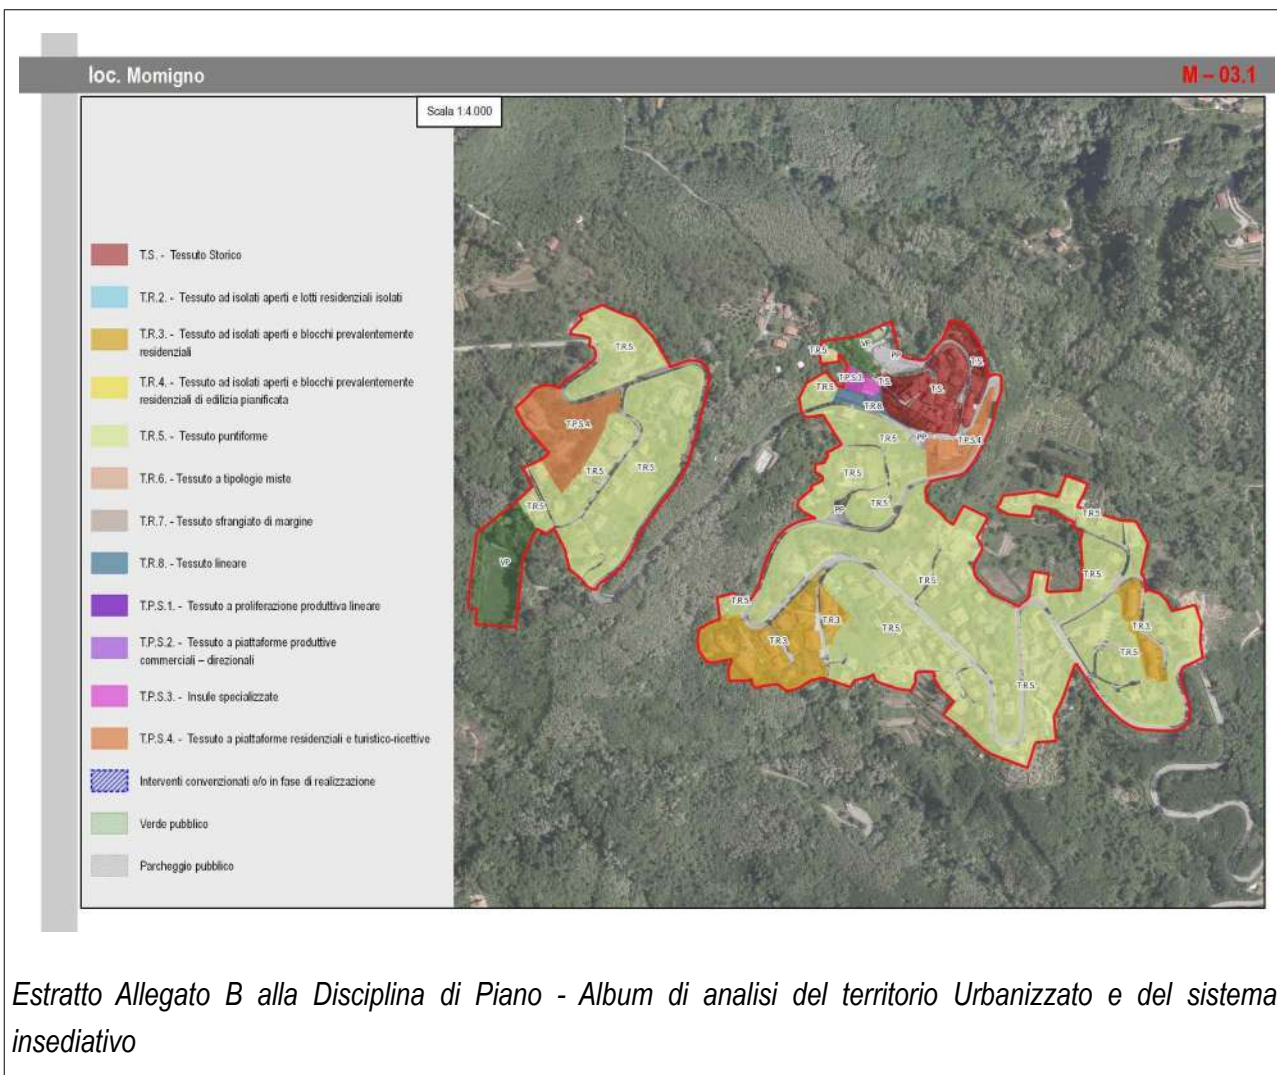 loc. Momigno
M – 03.1
Scala 1:4.000
T.S. - Tessuto Storico
T.R.2. - Tessuto ad isolati aperti e lotti residenziali isolati
T.R.3. - Tessuto ad isolati aperti e blocchi prevalentemente
residenziali
T.R.4. - Tessuto ad isolati aperti e blocchi prevalentemente
residenziali di edilizia pianificata
T.R.5. - Tessuto puntiforme
T.R.6. - Tessuto a tipologie miste
T.R.7. - Tessuto sfrangiato di margine
T.R.8. - Tessuto lineare
T.P.S.1. - Tessuto a proliferazione produttiva lineare
T.P.S.2. - Tessuto a piattaforme produttive
commerciali – direzionali
T.P.S.3. - Insule specializzate
T.P.S.4. - Tessuto a piattaforme residenziali e turistico-ricettive
Interventi convenzionati e/o in fase di realizzazione
Verde pubblico
Parcheggio pubblico
T.R.5.
T.P.S.4.
T.R.5.
T.R.5.
T.R.5.
VP
T.R.5.
VP
PP
T.S.
T.P.S.3.
T.S.
T.R.5.
T.S.
T.R.8.
T.R.5.
PP
T.P.S.4.
T.R.5.
T.R.5.
PP
T.R.5.
T.R.5.
T.R.5.
T.R.5.
T.R.3.
T.R.3.
T.R.5.
T.R.3.
T.R.5.
T.R.5.
Estratto Allegato B alla Disciplina di Piano - Album di analisi del territorio Urbanizzato e del sistema
insediativo